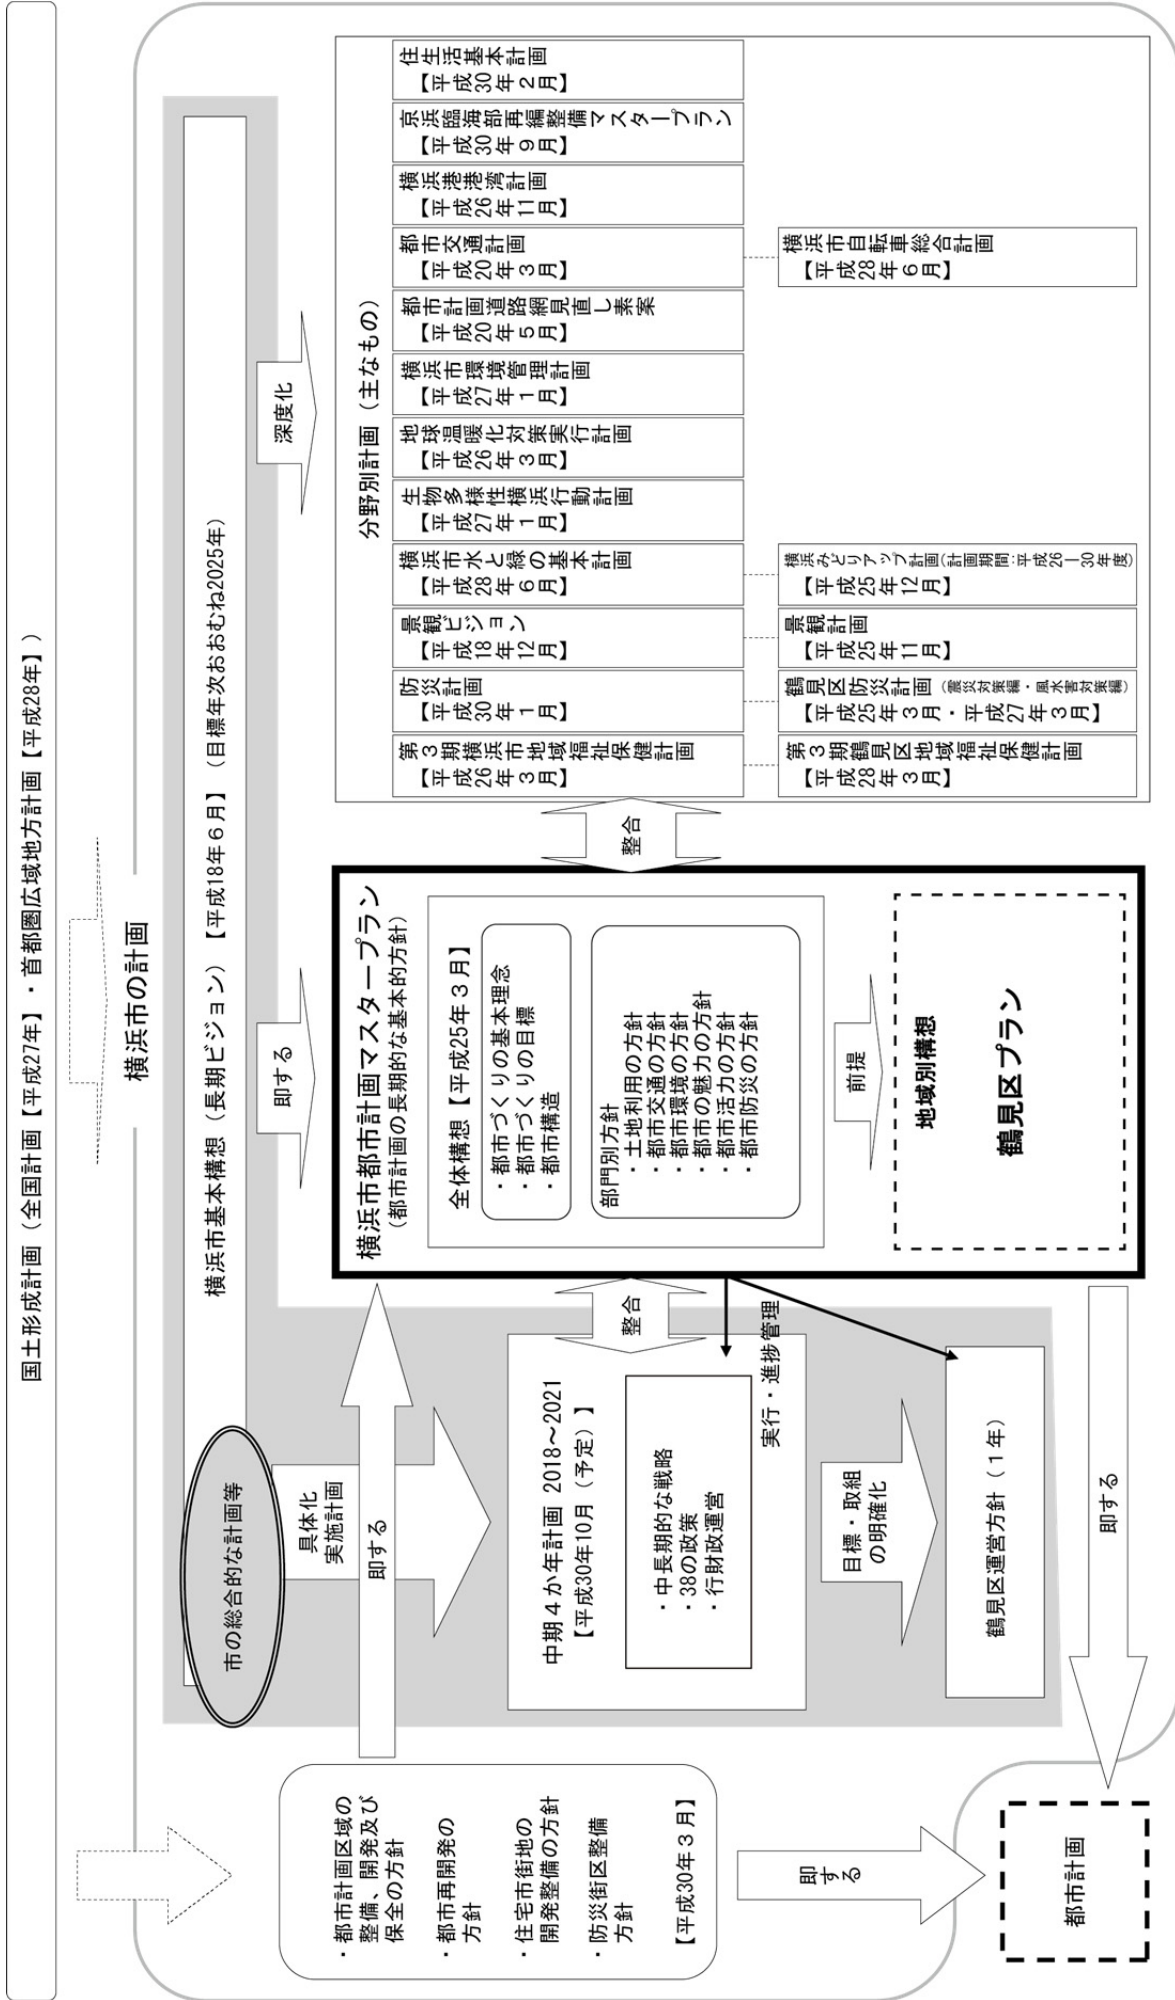 国土形成計画（全国計画【平成27年】・首都圏広域地方計画【平成28年】）
横浜市の計画
・都市計画区域の
整備、開発及び
保全の方針
・都市再開発の
方針
・住宅市街地の
開発整備の方針
・防災街区整備
方針
【平成30年３月】
即する
都市計画
市の総合的な計画等
横浜市基本構想（長期ビジョン）【平成18年６月】（目標年次おおむね2025年）
具体化
実施計画
即する
即する
深度化
中期４か年計画 2018～2021
【平成30年10月（予定）】
・中長期的な戦略
・38の政策
・行財政運営
整合
実行・進捗管理
目標・取組
の明確化
鶴見区運営方針（１年）
即する
横浜市都市計画マスタープラン
（都市計画の長期的な基本的方針）
全体構想【平成25年３月】
・都市づくりの基本理念
・都市づくりの目標
・都市構造
部門別方針
・土地利用の方針
・都市交通の方針
・都市環境の方針
・都市の魅力の方針
・都市活力の方針
・都市防災の方針
前提
地域別構想
鶴見区プラン
整合
分野別計画（主なもの）
第３期横浜市地域福祉保健計画
【平成26年３月】
第３期鶴見区地域福祉保健計画
【平成28年３月】
防災計画
【平成30年１月】
鶴見区防災計画（震災対策編・風水害対策編）
【平成25年３月・平成27年３月】
景観ビジョン
【平成18年12月】
景観計画
【平成25年11月】
横浜市水と緑の基本計画
【平成28年６月】
横浜みどりアップ計画（計画期間：平成26―30年度）
【平成25年12月】
生物多様性横浜行動計画
【平成27年１月】
地球温暖化対策実行計画
【平成26年３月】
横浜市環境管理計画
【平成27年１月】
都市計画道路網見直し素案
【平成20年５月】
都市交通計画
【平成20年３月】
横浜市自転車総合計画
【平成28年６月】
横浜港港湾計画
【平成26年11月】
京浜臨海部再編整備マスタープラン
【平成30年９月】
住生活基本計画
【平成30年２月】